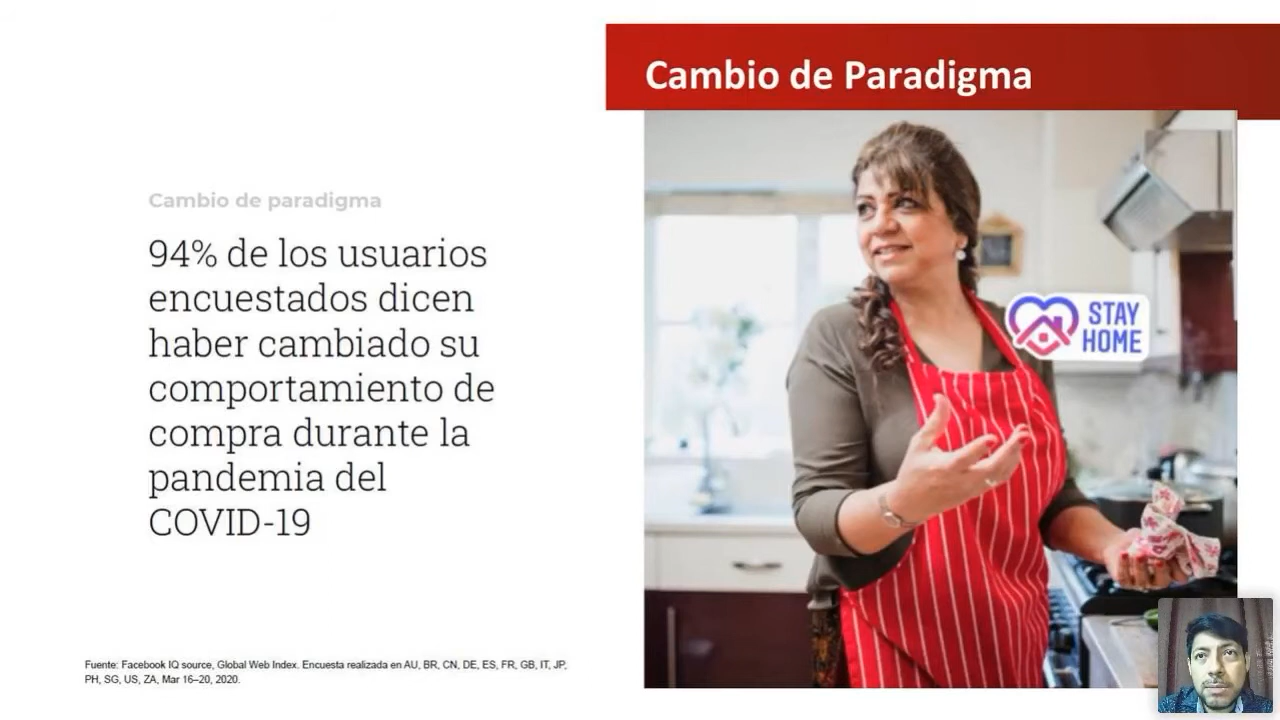 Cambio de Paradigma
Cambio de paradigma
94% de los usuarios
encuestados dicen
haber cambiado su
comportamiento de
compra durante la
pandemia del
COVID-19
STAY
HOME
Fuente: Facebook IQ source, Global Web Index. Encuesta realizada en AU, BR, CN, DE, ES, FR, GB, IT, JP,
PH, SG, US, ZA, Mar 16–20, 2020.